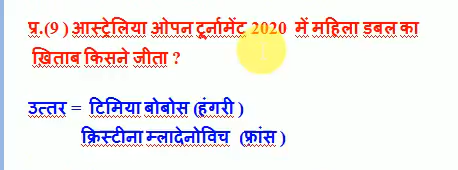 प्र.(9 ) आस्ट्रेलिया ओपन टूर्नामेंट 2020 में महिला डबल का
खिताब किसने जीता ?
उत्तर = टिमिया बोबोस (हंगरी )
क्रिस्टीना म्लादेनोविच (फ्रांस )